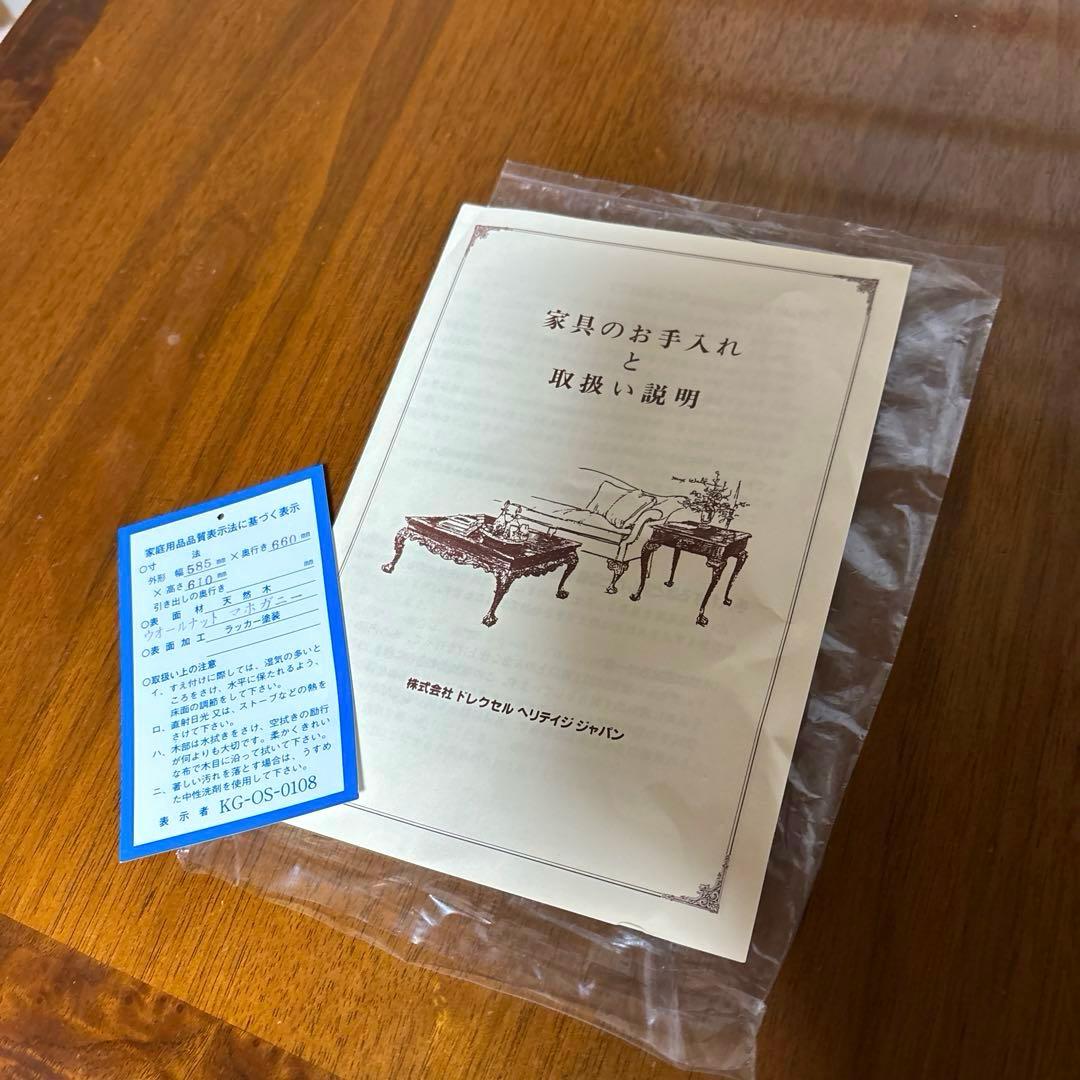 家具のお手入れ
と
取扱い説明
株式会社 ドレクセル ヘリテイジ ジャパン
家庭用品品質表示法に基づく表示
○寸 法
外形 幅585mm×奥行き660mm
×高さ610mm
引き出しの奥行き mm
○表面材 天然木
ウオールナット マホガニー
○表面加工 ラッカー塗装
○取扱い上の注意
イ、すえ付けに際しては、湿気の多いと
ころをさけ、水平に保たれるよう、
床面の調節をして下さい。
ロ、直射日光又は、ストーブなどの熱を
さけて下さい。
ハ、木部は水拭きをさけ、空拭きの励行
が何よりも大切です。柔かくきれい
な布で木目に沿って拭いて下さい。
ニ、著しい汚れを落とす場合は、うすめ
た中性洗剤を使用して下さい。
表示者 KG-OS-0108